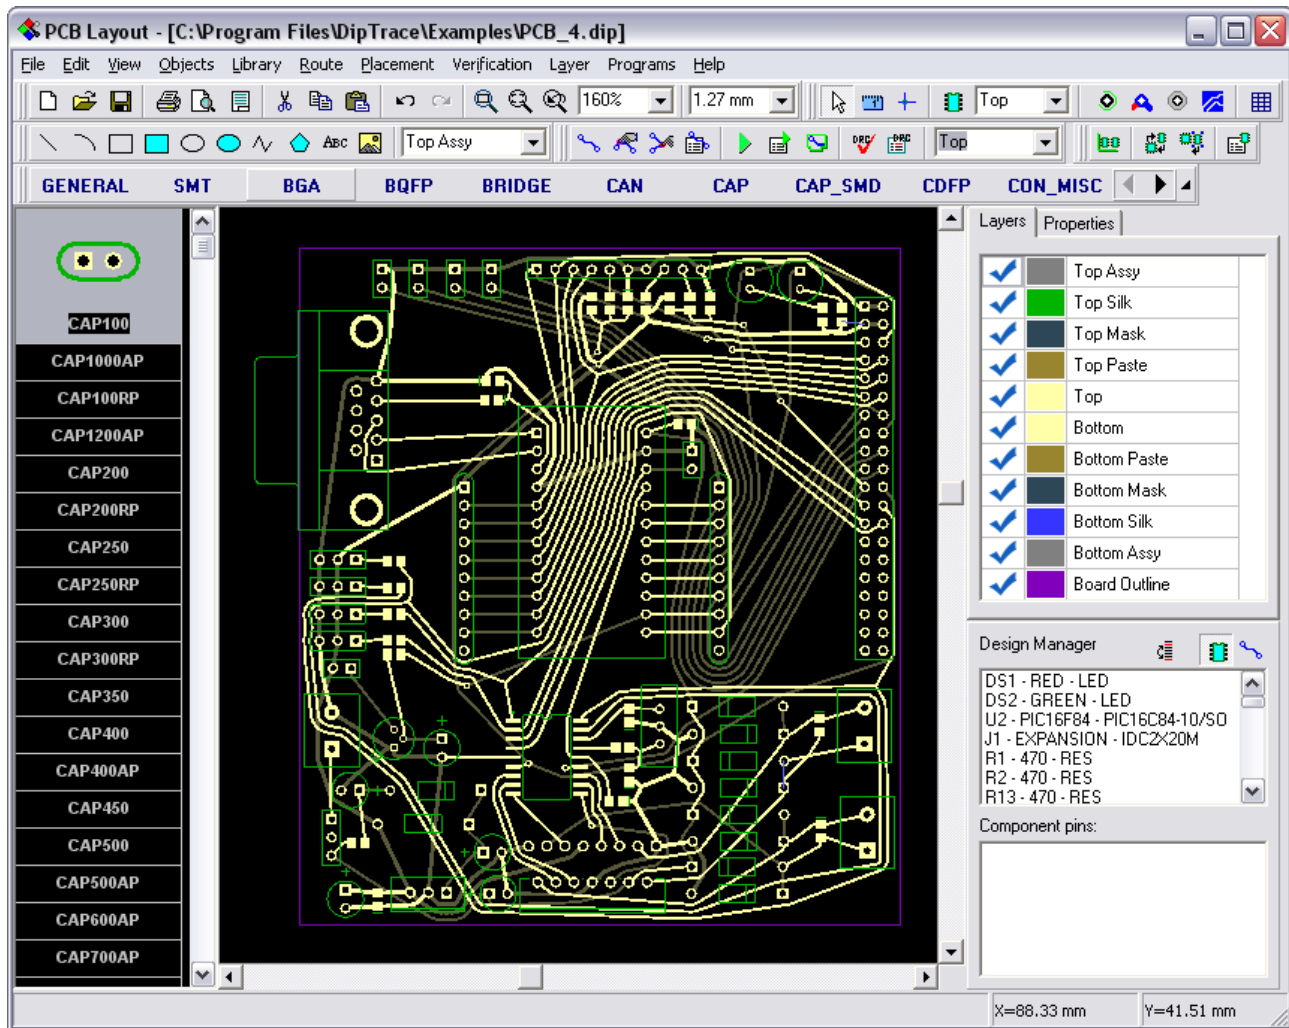 PCB Layout - [C:\Program Files\DipTrace\Examples\PCB_4.dip]
File Edit View Objects Library Route Placement Verification Layer Programs Help
160% 1.27 mm Top
ABC Top Assy DRC DRC Top
GENERAL SMT BGA BQFP BRIDGE CAN CAP CAP_SMD CDFP CON_MISC
CAP100
CAP1000AP
CAP100RP
CAP1200AP
CAP200
CAP200RP
CAP250
CAP250RP
CAP300
CAP300RP
CAP350
CAP400
CAP400AP
CAP450
CAP500
CAP500AP
CAP600AP
CAP700AP
Layers Properties
Top Assy
Top Silk
Top Mask
Top Paste
Top
Bottom
Bottom Paste
Bottom Mask
Bottom Silk
Bottom Assy
Board Outline
Design Manager
DS1 - RED - LED
DS2 - GREEN - LED
U2 - PIC16F84 - PIC16C84-10/SO
J1 - EXPANSION - IDC2X20M
R1 - 470 - RES
R2 - 470 - RES
R13 - 470 - RES
Component pins:
X=88.33 mm Y=41.51 mm